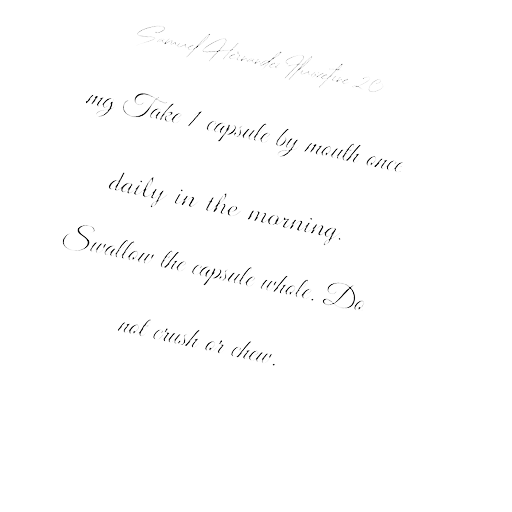 Samuel Hernandez Fluoxetine 20
mg Take 1 capsule by mouth once
daily in the morning.
Swallow the capsule whole. Do
not crush or chew.